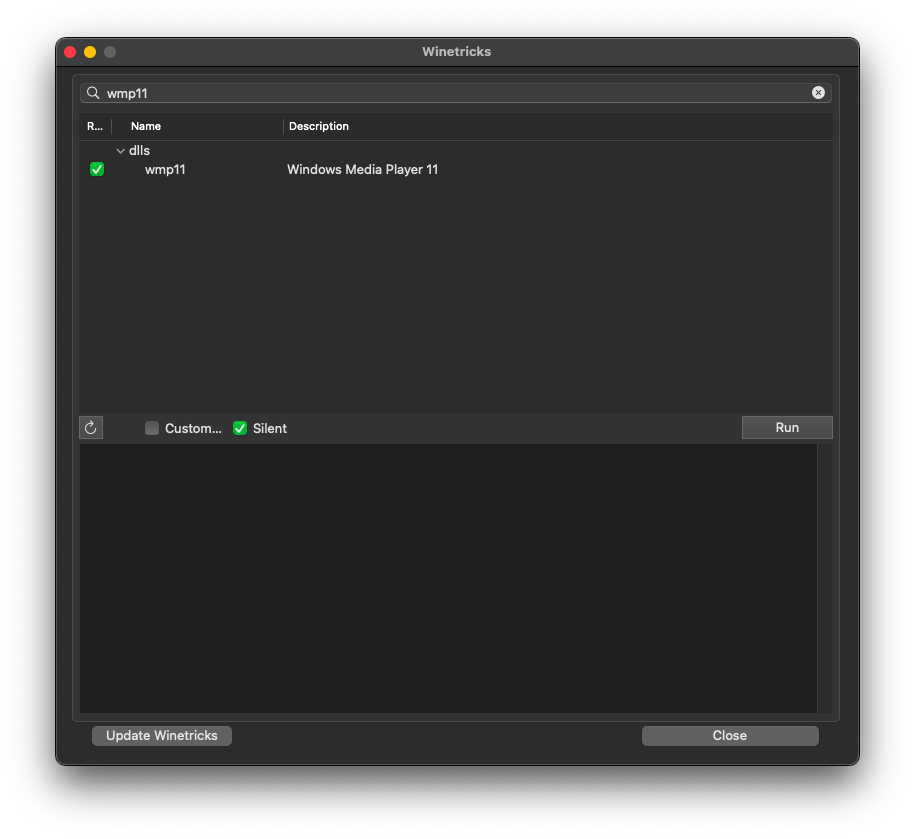 Winetricks
wmp11
R... Name Description
dlls
wmp11 Windows Media Player 11
Custom... Silent Run
Update Winetricks Close